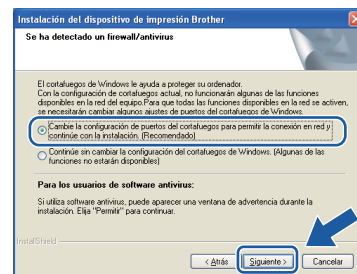 Instalación del dispositivo de impresión Brother
Se ha detectado un firewall/antivirus
El cortafuegos de Windows le ayuda a proteger su ordenador.
Con la configuración de cortafuegos actual, no funcionarán algunas de las funciones
disponibles en la red del equipo.Para que todas las funciones disponibles en la red se activen,
se necesitarán cambiar algunos ajustes de puertos del cortafuegos de Windows.
Cambie la configuración de puertos del cortafuegos para permitir la conexión en red y
continúe con la instalación. (Recomendado)
Continúe sin cambiar la configuración del cortafuegos de Windows. (Algunas de las
funciones no estarán disponibles)
Para los usuarios de software antivirus:
Si utiliza software antivirus, puede aparecer una ventana de advertencia durante la
instalación. Elija "Permitir" para continuar.
InstallShield
< Atrás
Siguiente >
Cancelar